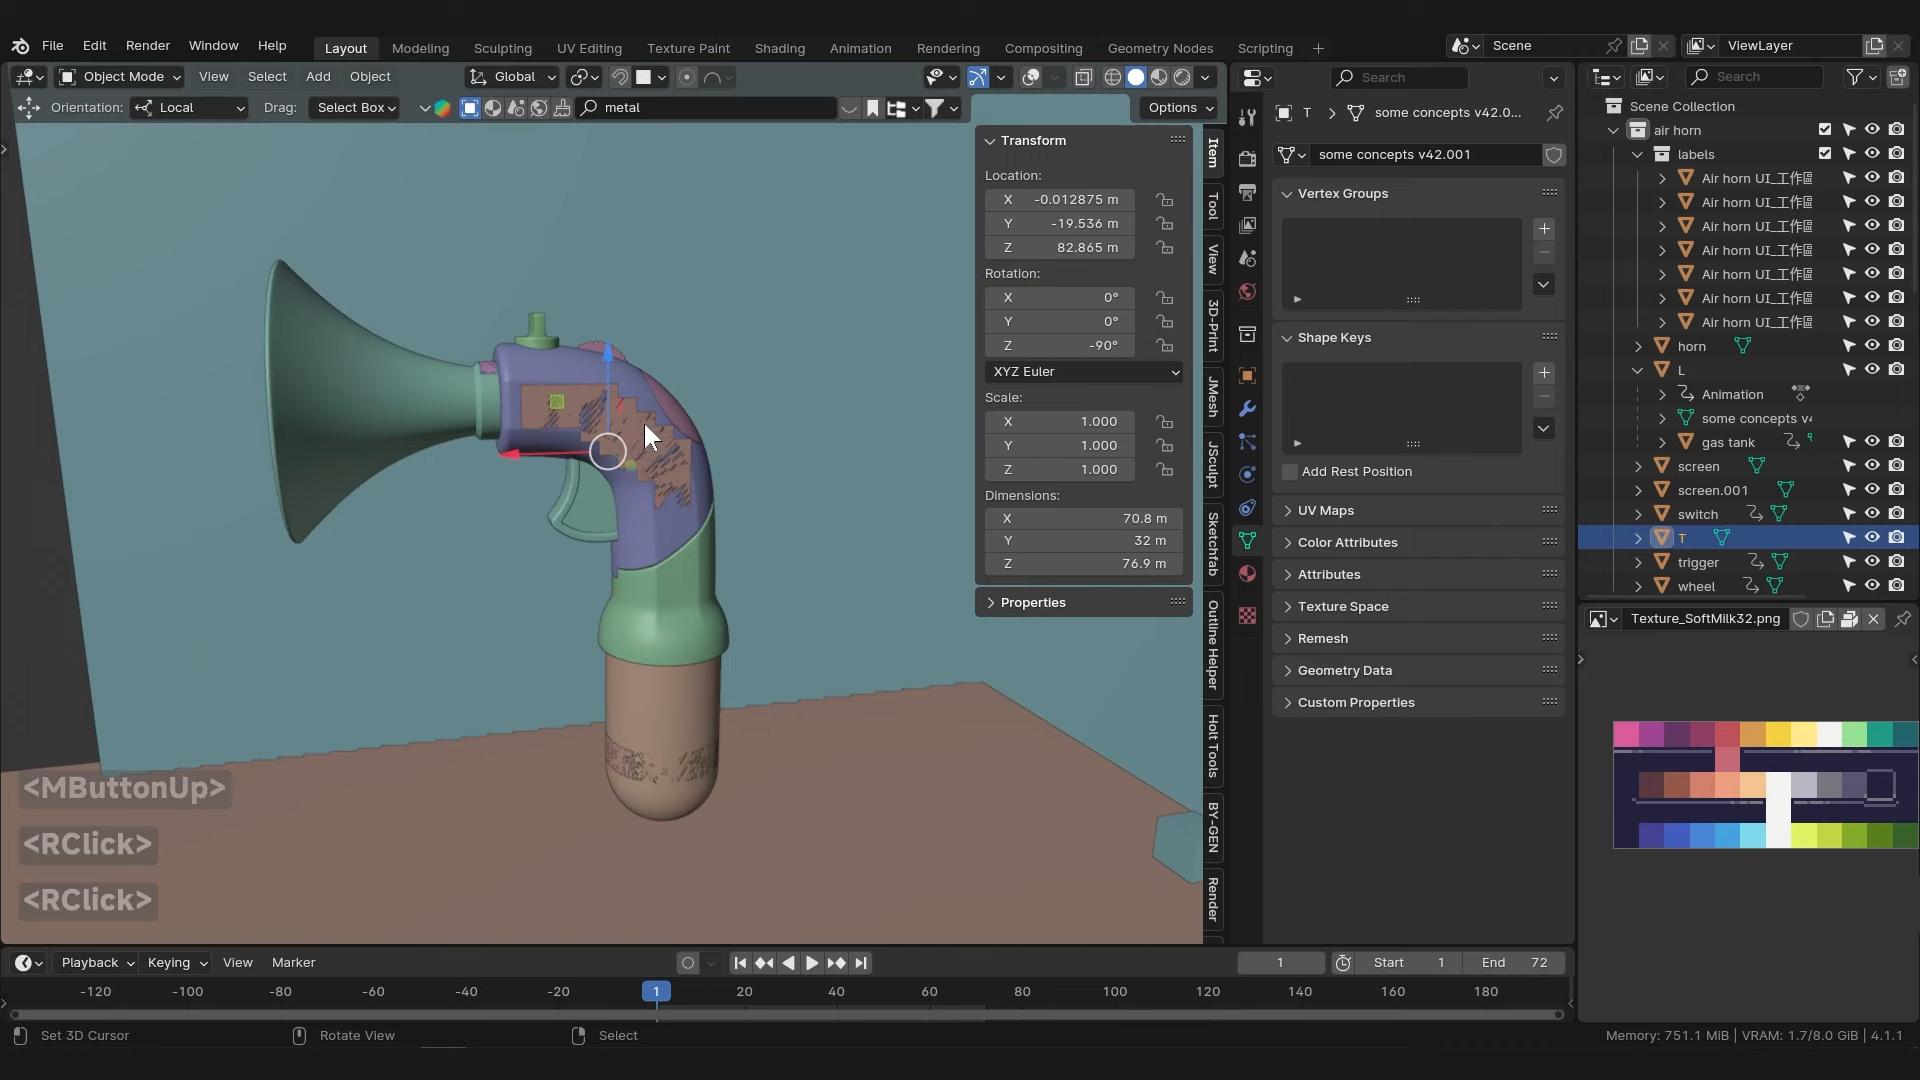 File Edit Render Window Help Layout Modeling Sculpting UV Editing Texture Paint Shading Animation Rendering Compositing Geometry Nodes Scripting + Scene ViewLayer
Object Mode View Select Add Object Global Search Search
Orientation: Local Drag: Select Box metal Options
Transform
Location:
X -0.012875 m
Y -19.536 m
Z 82.865 m
Rotation:
X 0°
Y 0°
Z -90°
XYZ Euler
Scale:
X 1.000
Y 1.000
Z 1.000
Dimensions:
X 70.8 m
Y 32 m
Z 76.9 m
Properties
Item
Tool
View
3D-Print
JMesh
JSculpt
Sketchfab
Outline Helper
Holt Tools
BY-GEN
Render
T some concepts v42.0...
some concepts v42.001
Vertex Groups
Shape Keys
Add Rest Position
UV Maps
Color Attributes
Attributes
Texture Space
Remesh
Geometry Data
Custom Properties
Scene Collection
air horn
labels
Air horn UI_工作區
Air horn UI_工作區
Air horn UI_工作區
Air horn UI_工作區
Air horn UI_工作區
Air horn UI_工作區
Air horn UI_工作區
horn
L
Animation
some concepts v4
gas tank
screen
screen.001
switch
T
trigger
wheel
Texture_SoftMilk32.png
<MButtonUp>
<RClick>
<RClick>
Playback Keying View Marker 1 Start 1 End 72
-120 -100 -80 -60 -40 -20 1 20 40 60 80 100 120 140 160 180
Set 3D Cursor Rotate View Select Memory: 751.1 MiB | VRAM: 1.7/8.0 GiB | 4.1.1